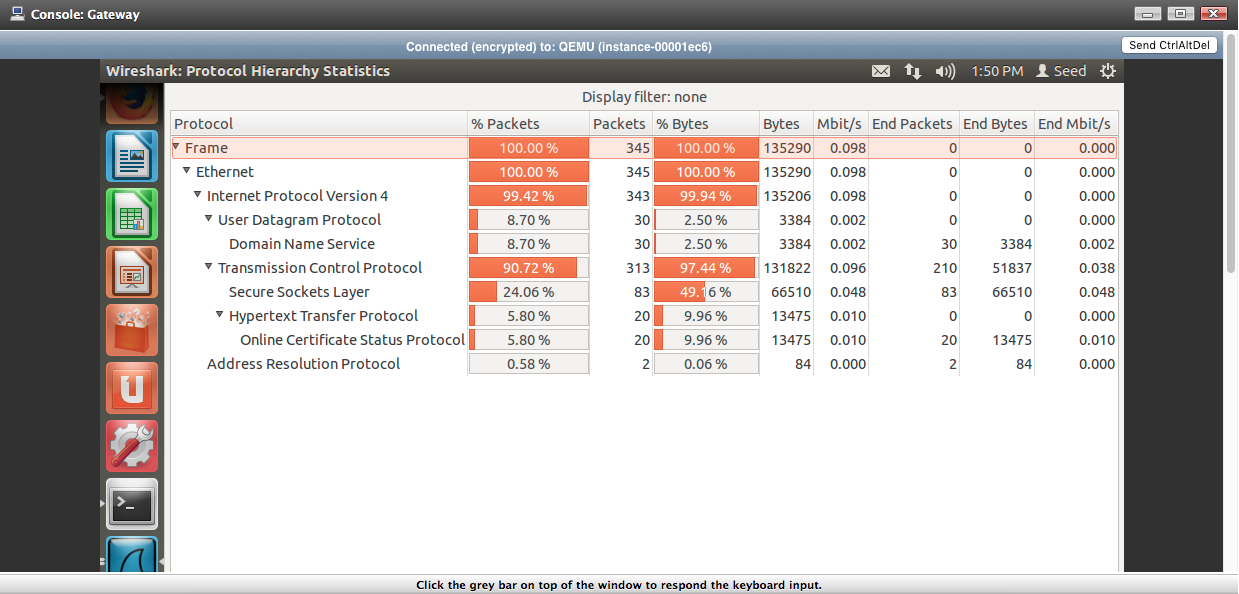 Console: Gateway
Connected (encrypted) to: QEMU (instance-00001ec6)
Send CtrlAltDel
Wireshark: Protocol Hierarchy Statistics 1:50 PM Seed
Display filter: none
Protocol % Packets Packets % Bytes Bytes Mbit/s End Packets End Bytes End Mbit/s
Frame 100.00 % 345 100.00 % 135290 0.098 0 0 0.000
Ethernet 100.00 % 345 100.00 % 135290 0.098 0 0 0.000
Internet Protocol Version 4 99.42 % 343 99.94 % 135206 0.098 0 0 0.000
User Datagram Protocol 8.70 % 30 2.50 % 3384 0.002 0 0 0.000
Domain Name Service 8.70 % 30 2.50 % 3384 0.002 30 3384 0.002
Transmission Control Protocol 90.72 % 313 97.44 % 131822 0.096 210 51837 0.038
Secure Sockets Layer 24.06 % 83 49.16 % 66510 0.048 83 66510 0.048
Hypertext Transfer Protocol 5.80 % 20 9.96 % 13475 0.010 0 0 0.000
Online Certificate Status Protocol 5.80 % 20 9.96 % 13475 0.010 20 13475 0.010
Address Resolution Protocol 0.58 % 2 0.06 % 84 0.000 2 84 0.000
Click the grey bar on top of the window to respond the keyboard input.